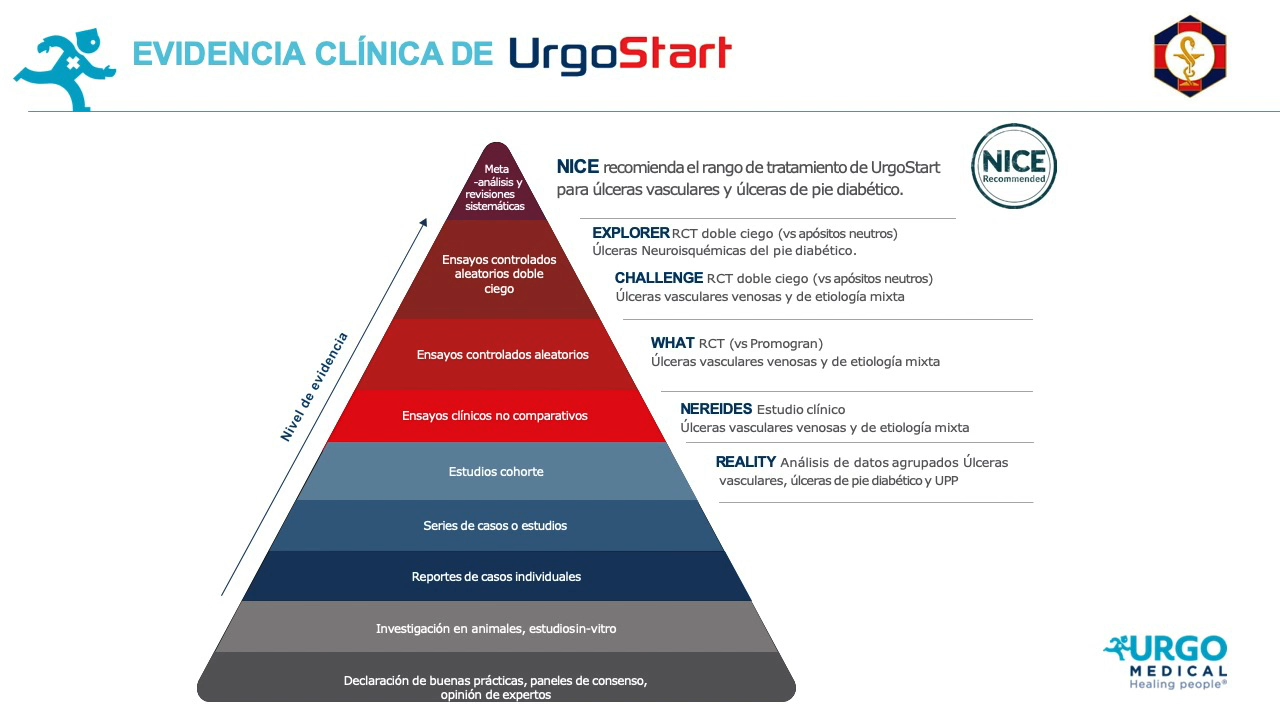 EVIDENCIA CLÍNICA DE UrgoStart
Meta
-análisis y
revisiones
sistemáticas
NICE recomienda el rango de tratamiento de UrgoStart
para úlceras vasculares y úlceras de pie diabético.
NICE
Recommended
EXPLORER RCT doble ciego (vs apósitos neutros)
Úlceras Neuroisquémicas del pie diabético.
Ensayos controlados
aleatorios doble
ciego
CHALLENGE RCT doble ciego (vs apósitos neutros)
Úlceras vasculares venosas y de etiología mixta
Nivel de evidencia
Ensayos controlados aleatorios
WHAT RCT (vs Promogran)
Úlceras vasculares venosas y de etiología mixta
Ensayos clínicos no comparativos
NEREIDES Estudio clínico
Úlceras vasculares venosas y de etiología mixta
Estudios cohorte
REALITY Análisis de datos agrupados Úlceras
vasculares, úlceras de pie diabético y UPP
Series de casos o estudios
Reportes de casos individuales
Investigación en animales, estudiosin-vitro
Declaración de buenas prácticas, paneles de consenso,
opinión de expertos
URGO
MEDICAL
Healing people®